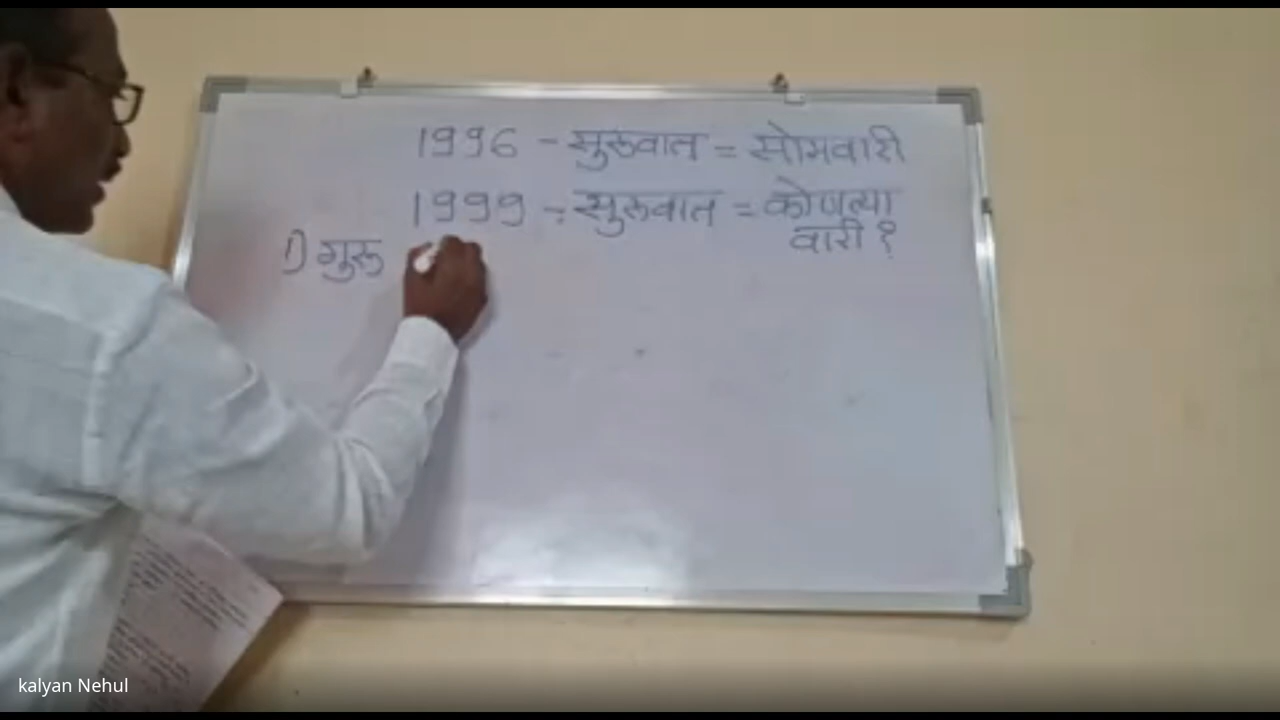 1996 - सुरूवात = सोमवारी
1999 -: सुरूवात = कोणत्या
वारी ?
1) गुरू
kalyan Nehul